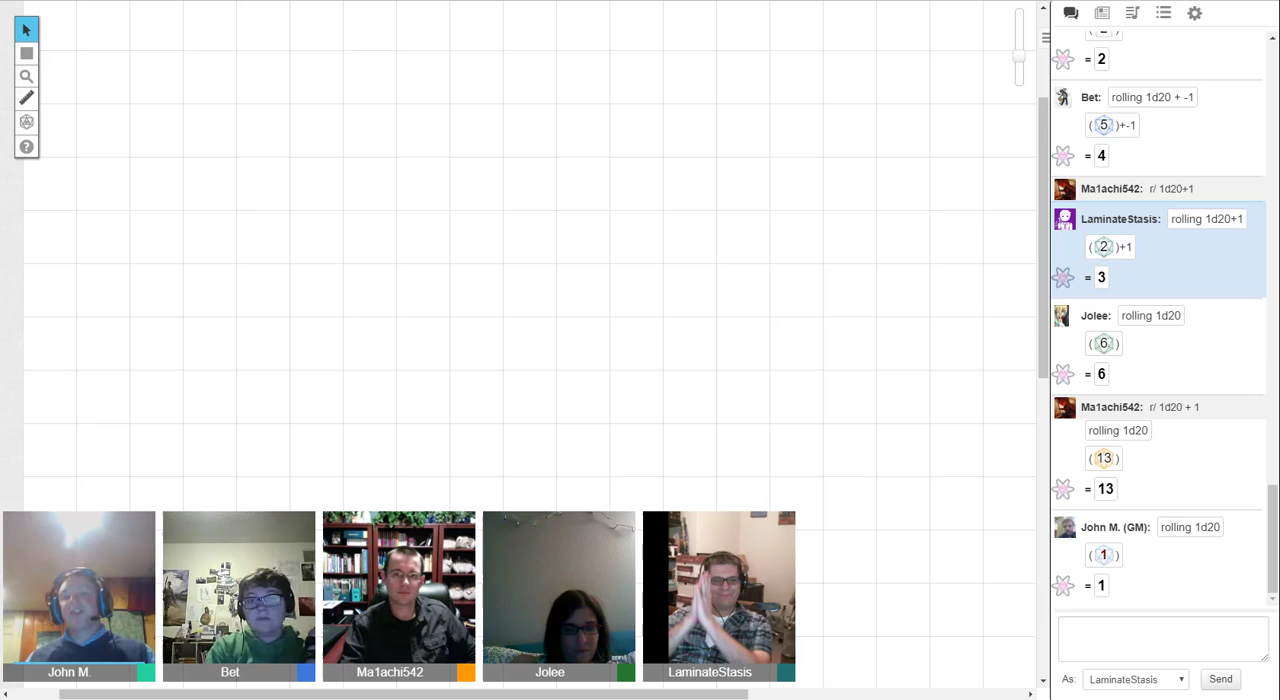 = 2
Bet: rolling 1d20 + -1
( 5 )+-1
= 4
Ma1achi542: r/ 1d20+1
LaminateStasis: rolling 1d20+1
( 2 )+1
= 3
Jolee: rolling 1d20
( 6 )
= 6
Ma1achi542: r/ 1d20 + 1
rolling 1d20
( 13 )
= 13
John M. (GM): rolling 1d20
( 1 )
= 1
As: LaminateStasis Send
John M. Bet Ma1achi542 Jolee LaminateStasis